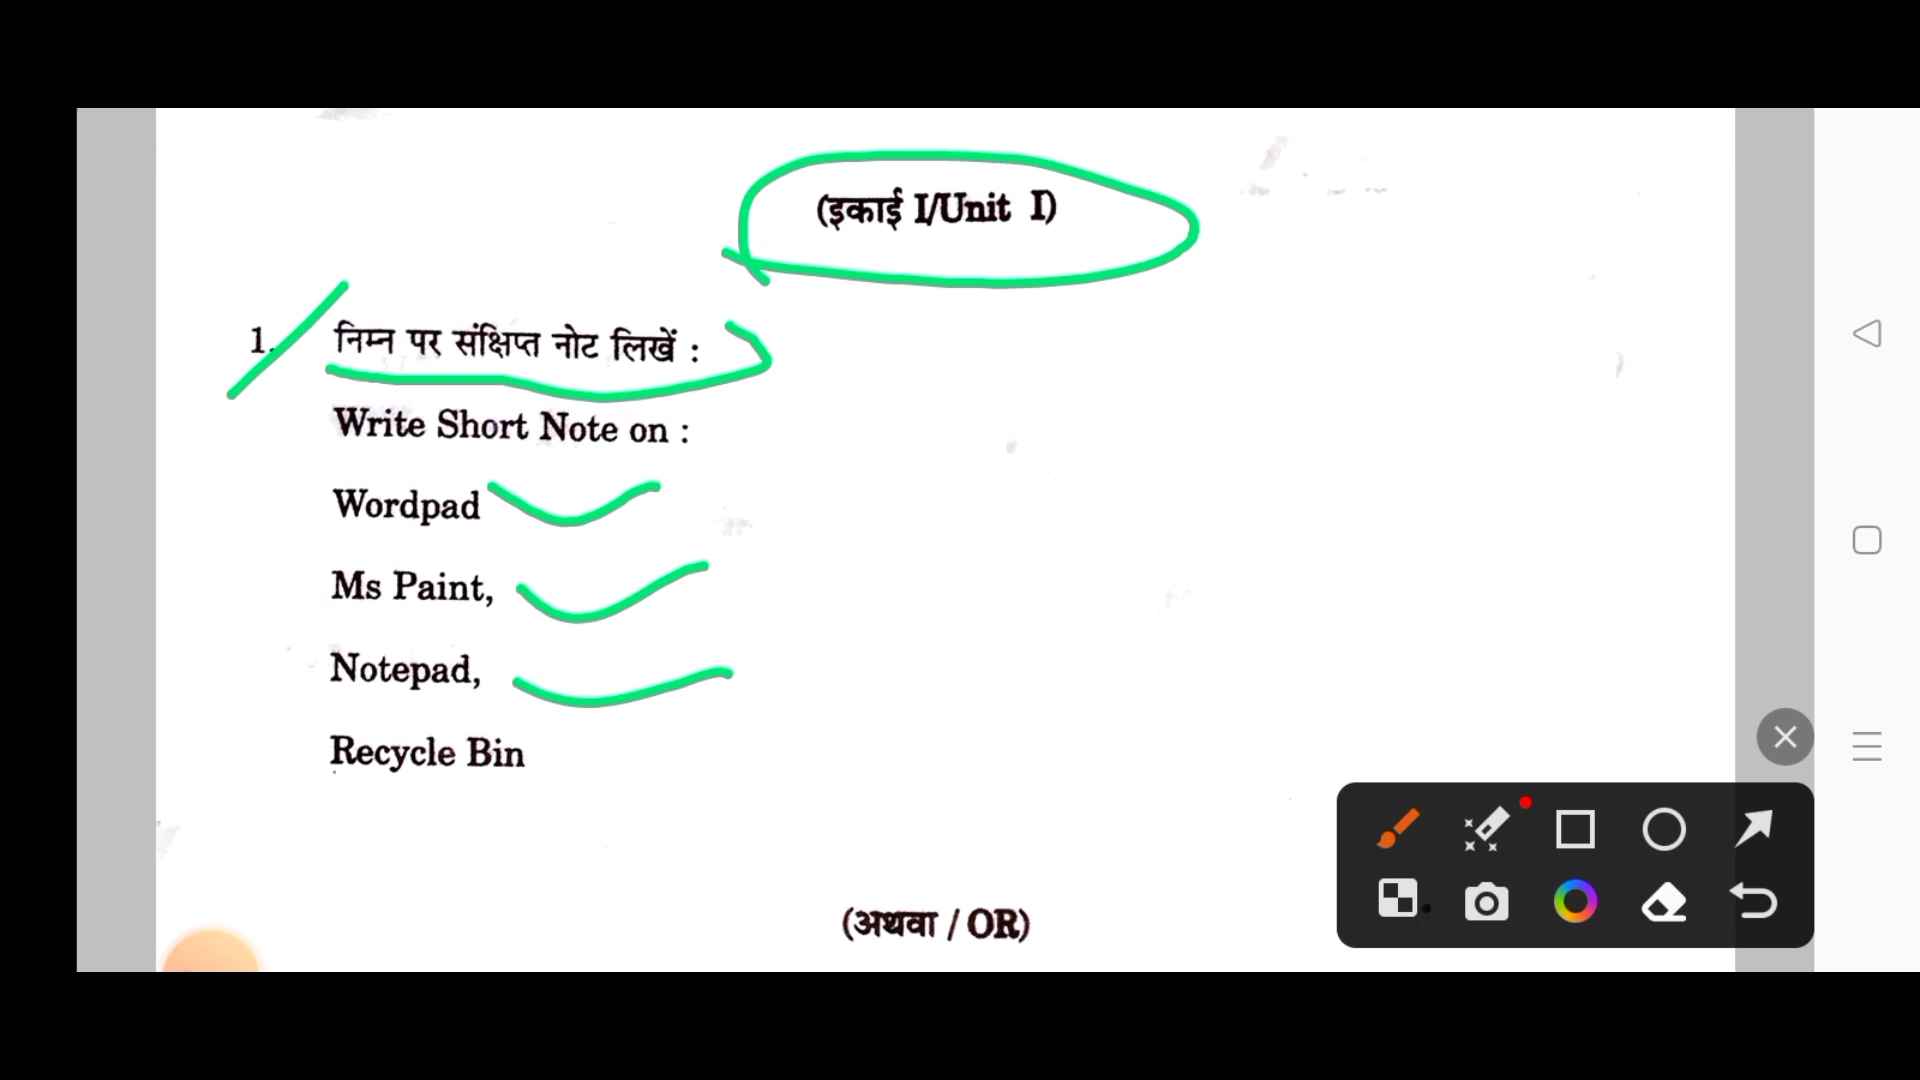 (इकाई I/Unit I)
1. निम्न पर संक्षिप्त नोट लिखें :
Write Short Note on :
Wordpad
Ms Paint,
Notepad,
Recycle Bin
(अथवा / OR)